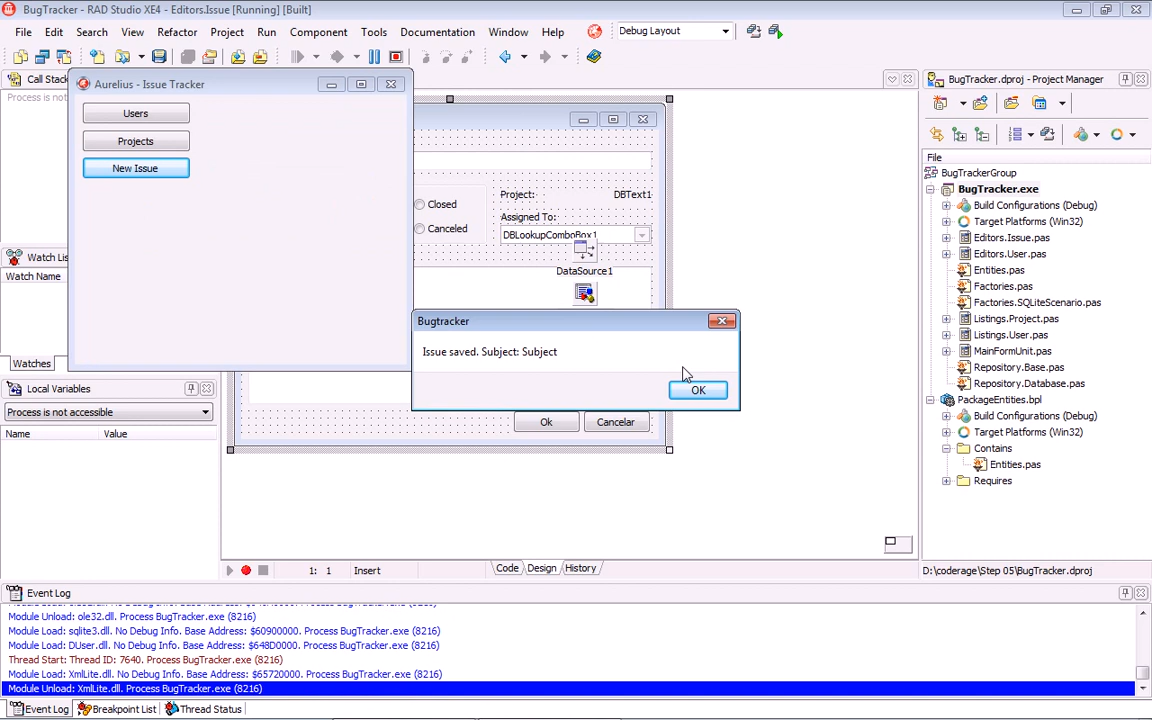 BugTracker - RAD Studio XE4 - Editors.Issue [Running] [Built]
File Edit Search View Refactor Project Run Component Tools Documentation Window Help
Debug Layout
Call Stack
Process is not
Aurelius - Issue Tracker
Users
Projects
New Issue
Closed
Canceled
Project:
DBText1
Assigned To:
DBLookupComboBox1
DataSource1
Bugtracker
Issue saved. Subject: Subject
OK
Ok
Cancelar
Watch Lis
Watch Name
Watches
Local Variables
Process is not accessible
Name Value
1: 1 Insert
Code Design History
BugTracker.dproj - Project Manager
File
BugTrackerGroup
BugTracker.exe
Build Configurations (Debug)
Target Platforms (Win32)
Editors.Issue.pas
Editors.User.pas
Entities.pas
Factories.pas
Factories.SQLiteScenario.pas
Listings.Project.pas
Listings.User.pas
MainFormUnit.pas
Repository.Base.pas
Repository.Database.pas
PackageEntities.bpl
Build Configurations (Debug)
Target Platforms (Win32)
Contains
Entities.pas
Requires
D:\coderage\Step 05\BugTracker.dproj
Event Log
Module Unload: ole32.dll. Process BugTracker.exe (8216)
Module Load: sqlite3.dll. No Debug Info. Base Address: $60900000. Process BugTracker.exe (8216)
Module Load: DUser.dll. No Debug Info. Base Address: $648D0000. Process BugTracker.exe (8216)
Thread Start: Thread ID: 7640. Process BugTracker.exe (8216)
Module Load: XmlLite.dll. No Debug Info. Base Address: $65720000. Process BugTracker.exe (8216)
Module Unload: XmlLite.dll. Process BugTracker.exe (8216)
Event Log Breakpoint List Thread Status